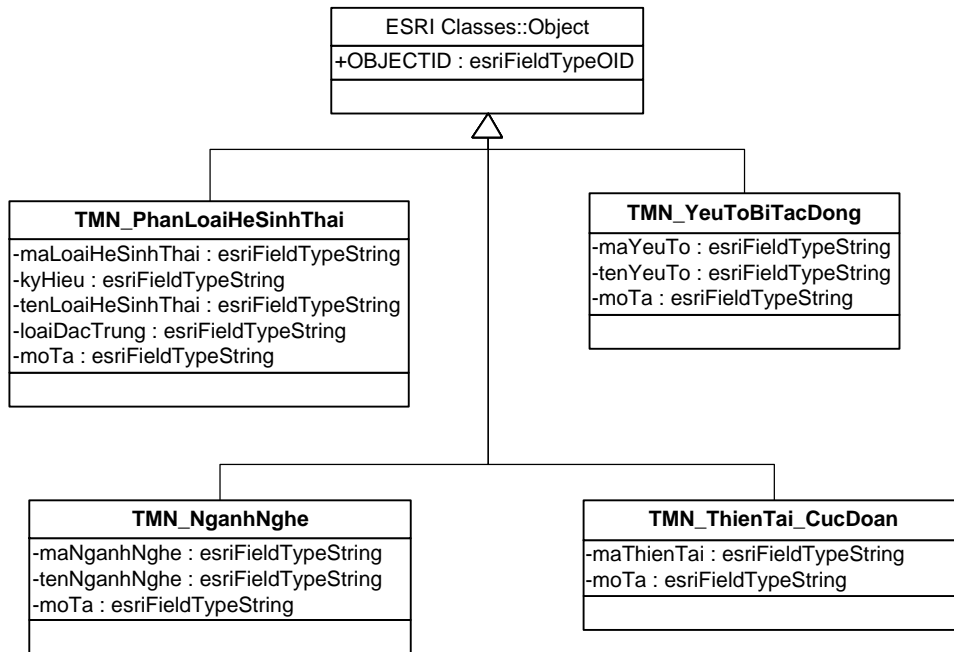 ESRI Classes::Object
+OBJECTID : esriFieldTypeOID
TMN_PhanLoaiHeSinhThai
-maLoaiHeSinhThai : esriFieldTypeString
-kyHieu : esriFieldTypeString
-tenLoaiHeSinhThai : esriFieldTypeString
-loaiDacTrung : esriFieldTypeString
-moTa : esriFieldTypeString
TMN_YeuToBiTacDong
-maYeuTo : esriFieldTypeString
-tenYeuTo : esriFieldTypeString
-moTa : esriFieldTypeString
TMN_NganhNghe
-maNganhNghe : esriFieldTypeString
-tenNganhNghe : esriFieldTypeString
-moTa : esriFieldTypeString
TMN_ThienTai_CucDoan
-maThienTai : esriFieldTypeString
-moTa : esriFieldTypeString